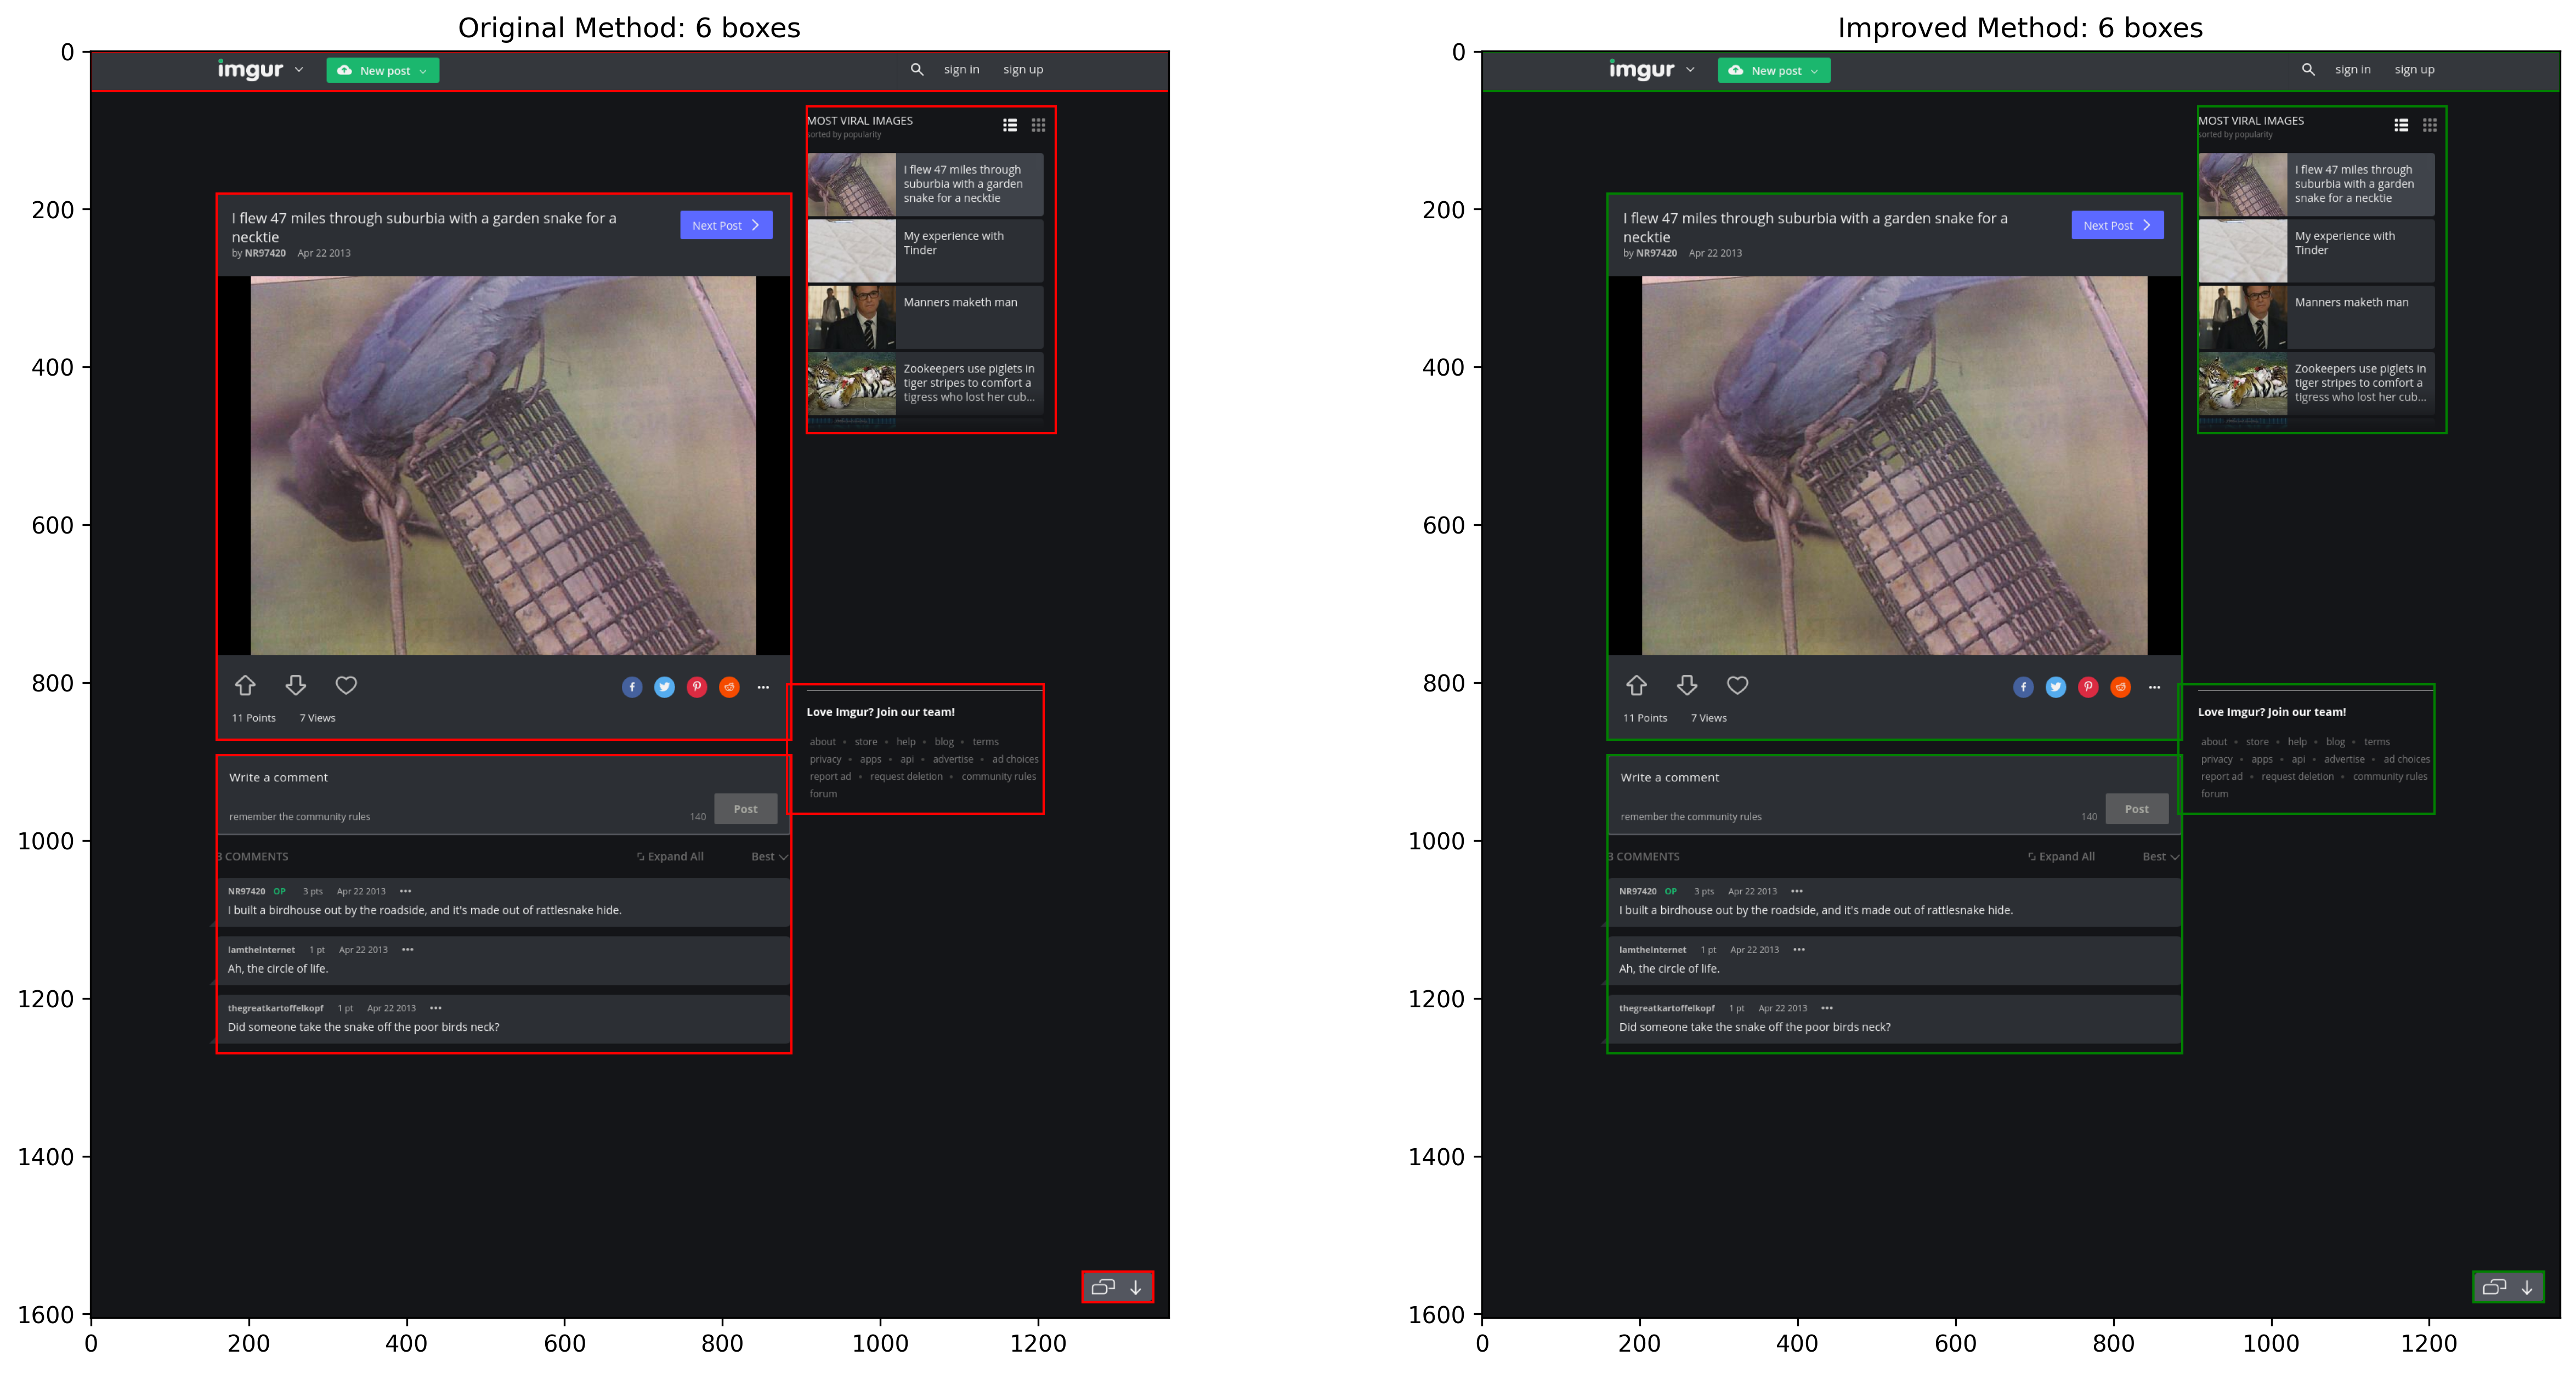 Original Method: 6 boxes
0
200
400
600
800
1000
1200
1400
1600
0
200
400
600
800
1000
1200
imgur
New post
sign in
sign up
MOST VIRAL IMAGES
sorted by popularity
I flew 47 miles through
suburbia with a garden
snake for a necktie
My experience with
Tinder
Manners maketh man
Zookeepers use piglets in
tiger stripes to comfort a
tigress who lost her cub...
I flew 47 miles through suburbia with a garden snake for a
necktie
by NR97420 Apr 22 2013
Next Post
11 Points 7 Views
Love Imgur? Join our team!
about • store • help • blog • terms
privacy • apps • api • advertise • ad choices
report ad • request deletion • community rules
forum
Write a comment
remember the community rules
140
Post
3 COMMENTS
Expand All
Best
NR97420 OP 3 pts Apr 22 2013 •••
I built a birdhouse out by the roadside, and it's made out of rattlesnake hide.
IamtheInternet 1 pt Apr 22 2013 •••
Ah, the circle of life.
thegreatkartoffelkopf 1 pt Apr 22 2013 •••
Did someone take the snake off the poor birds neck?
Improved Method: 6 boxes
0
200
400
600
800
1000
1200
1400
1600
0
200
400
600
800
1000
1200
imgur
New post
sign in
sign up
MOST VIRAL IMAGES
sorted by popularity
I flew 47 miles through
suburbia with a garden
snake for a necktie
My experience with
Tinder
Manners maketh man
Zookeepers use piglets in
tiger stripes to comfort a
tigress who lost her cub...
I flew 47 miles through suburbia with a garden snake for a
necktie
by NR97420 Apr 22 2013
Next Post
11 Points 7 Views
Love Imgur? Join our team!
about • store • help • blog • terms
privacy • apps • api • advertise • ad choices
report ad • request deletion • community rules
forum
Write a comment
remember the community rules
140
Post
3 COMMENTS
Expand All
Best
NR97420 OP 3 pts Apr 22 2013 •••
I built a birdhouse out by the roadside, and it's made out of rattlesnake hide.
IamtheInternet 1 pt Apr 22 2013 •••
Ah, the circle of life.
thegreatkartoffelkopf 1 pt Apr 22 2013 •••
Did someone take the snake off the poor birds neck?